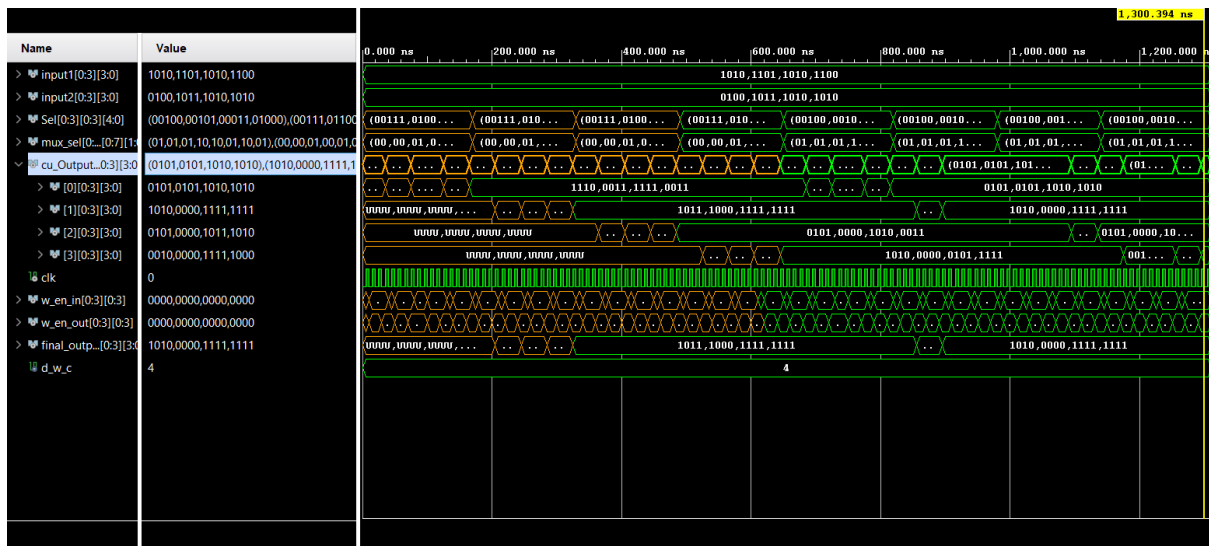 1,300.394 ns
Name Value 0.000 ns 200.000 ns 400.000 ns 600.000 ns 800.000 ns 1,000.000 ns 1,200.000 n
input1[0:3][3:0] 1010,1101,1010,1100 1010,1101,1010,1100
input2[0:3][3:0] 0100,1011,1010,1010 0100,1011,1010,1010
Sel[0:3][0:3][4:0] (00100,00101,00011,01000),(00111,01100 (00111,0100... (00111,010... (00111,0100... (00111,010... (00100,0010... (00100,0010... (00100,001... (00100,0010...
mux_sel[0:...[0:7][1: (01,01,01,10,10,01,10,01),(00,00,01,00,01,0 (00,00,01,0... (00,00,01,... (00,00,01,0... (00,00,01,... (01,01,01,1... (01,01,01,1... (01,01,01,... (01,01,01,1...
cu_Output...0:3][3:0 (0101,0101,1010,1010),(1010,0000,1111,1 (0101,0101,101... (01...
[0][0:3][3:0] 0101,0101,1010,1010 1110,0011,1111,0011 0101,0101,1010,1010
[1][0:3][3:0] 1010,0000,1111,1111 UUUU,UUUU,UUUU,... 1011,1000,1111,1111 .. 1010,0000,1111,1111
[2][0:3][3:0] 0101,0000,1011,1010 UUUU,UUUU,UUUU,UUUU 0101,0000,1010,0011 .. 0101,0000,10...
[3][0:3][3:0] 0010,0000,1111,1000 UUUU,UUUU,UUUU,UUUU 1010,0000,0101,1111 001... ..
clk 0
w_en_in[0:3][0:3] 0000,0000,0000,0000
w_en_out[0:3][0:3] 0000,0000,0000,0000
final_outp...[0:3][3:0 1010,0000,1111,1111 UUUU,UUUU,UUUU,... 1011,1000,1111,1111 .. 1010,0000,1111,1111
d_w_c 4 4